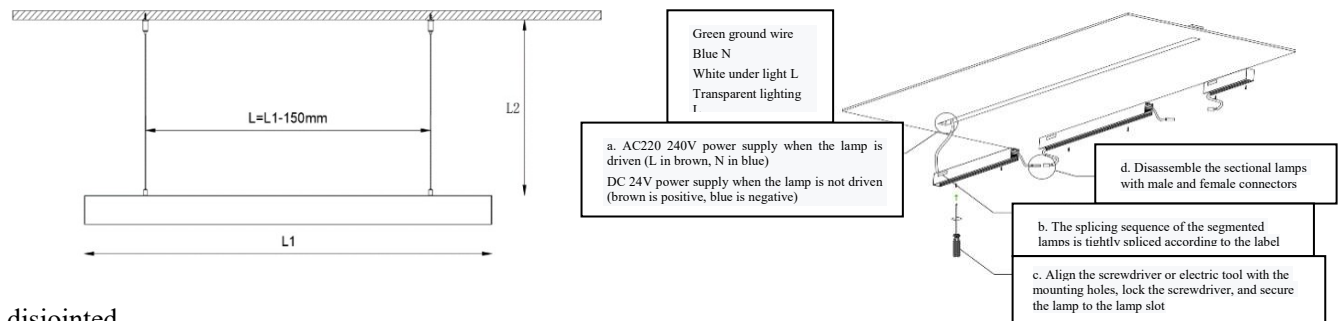 L=L1-150mm
L2
L1
Green ground wire
Blue N
White under light L
Transparent lighting
a. AC220 240V power supply when the lamp is
driven (L in brown, N in blue)
DC 24V power supply when the lamp is not driven
(brown is positive, blue is negative)
d. Disassemble the sectional lamps
with male and female connectors
b. The splicing sequence of the segmented
lamps is tightly spliced according to the label
c. Align the screwdriver or electric tool with the
mounting holes, lock the screwdriver, and secure
the lamp to the lamp slot
disjointed